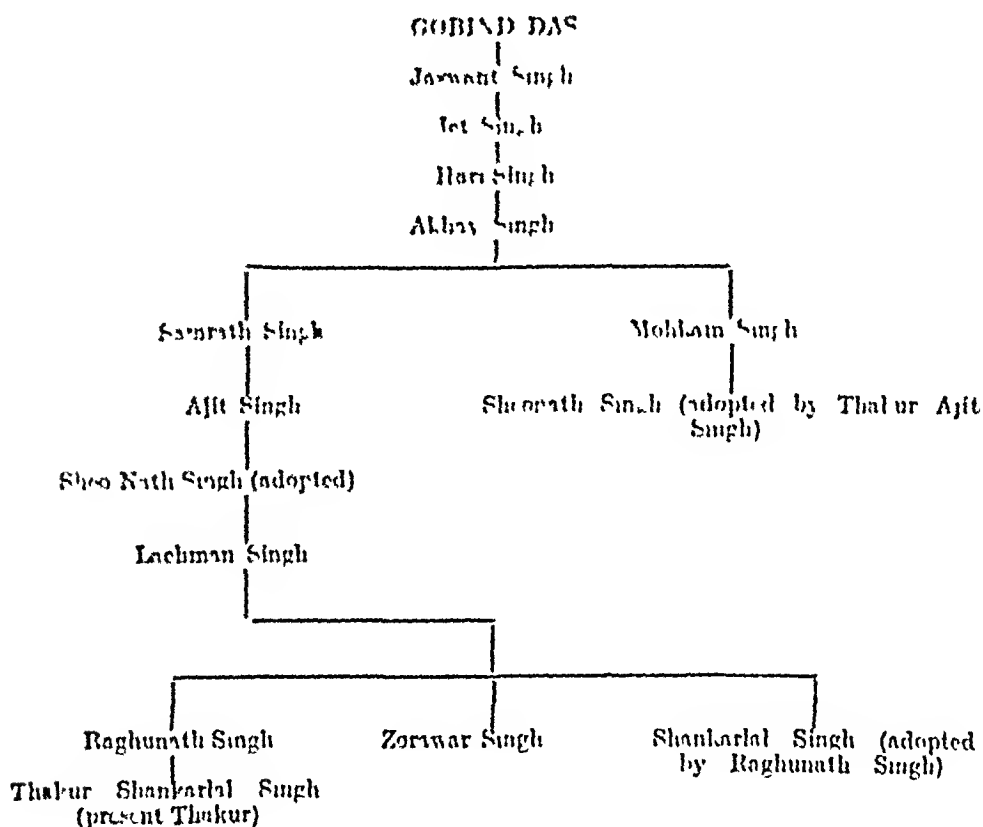 GOBIND DAS
Jaswant Singh
Jet Singh
Hari Singh
Akhay Singh
Samrath Singh Mohkam Singh
Ajit Singh Sheonath Singh (adopted by Thakur Ajit
Singh)
Sheo Nath Singh (adopted)
Lachman Singh
Raghunath Singh Zorawar Singh Shankarlal Singh (adopted
by Raghunath Singh)
Thakur Shankarlal Singh
(present Thakur)